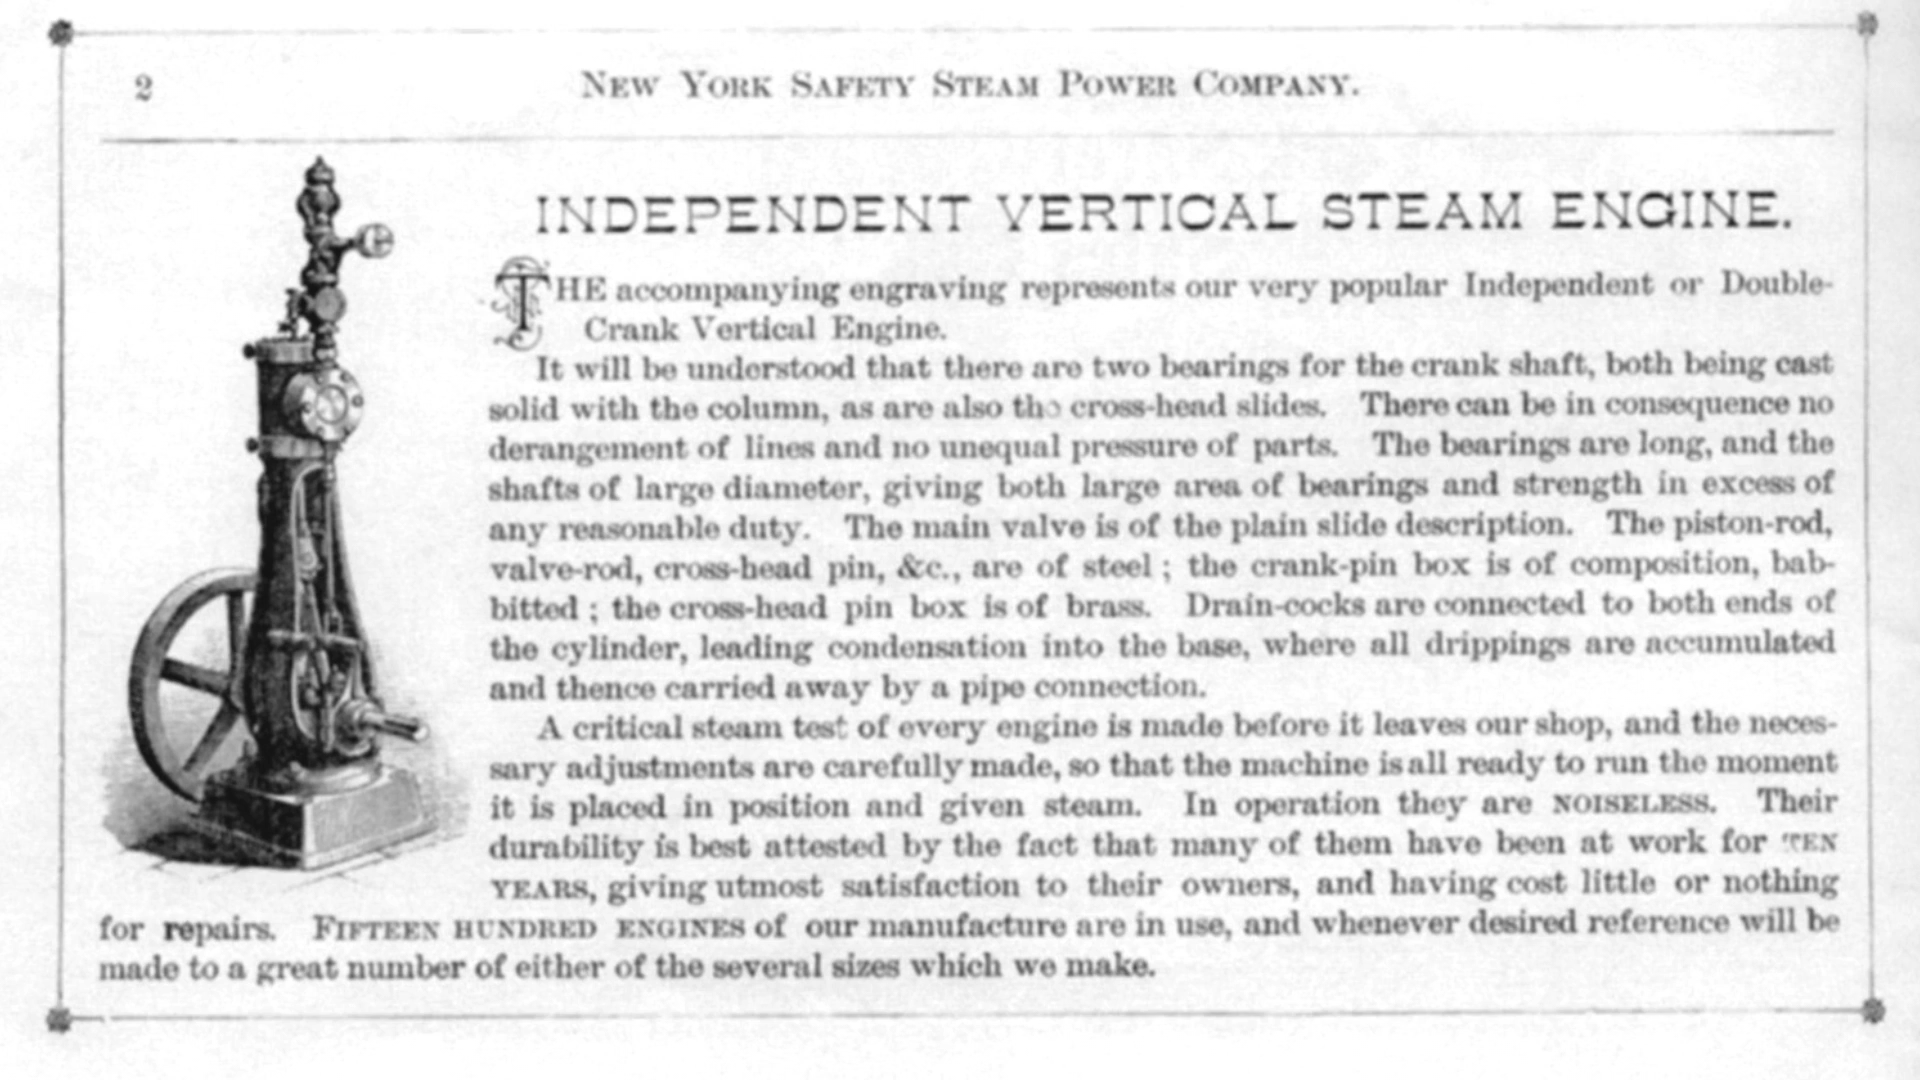 2
NEW YORK SAFETY STEAM POWER COMPANY.
INDEPENDENT VERTICAL STEAM ENGINE.
THE accompanying engraving represents our very popular Independent or Double-
Crank Vertical Engine.
It will be understood that there are two bearings for the crank shaft, both being cast
solid with the column, as are also the cross-head slides. There can be in consequence no
derangement of lines and no unequal pressure of parts. The bearings are long, and the
shafts of large diameter, giving both large area of bearings and strength in excess of
any reasonable duty. The main valve is of the plain slide description. The piston-rod,
valve-rod, cross-head pin, &c., are of steel; the crank-pin box is of composition, bab-
bitted; the cross-head pin box is of brass. Drain-cocks are connected to both ends of
the cylinder, leading condensation into the base, where all drippings are accumulated
and thence carried away by a pipe connection.
A critical steam test of every engine is made before it leaves our shop, and the neces-
sary adjustments are carefully made, so that the machine is all ready to run the moment
it is placed in position and given steam. In operation they are NOISELESS. Their
durability is best attested by the fact that many of them have been at work for TEN
YEARS, giving utmost satisfaction to their owners, and having cost little or nothing
for repairs. FIFTEEN HUNDRED ENGINES of our manufacture are in use, and whenever desired reference will be
made to a great number of either of the several sizes which we make.